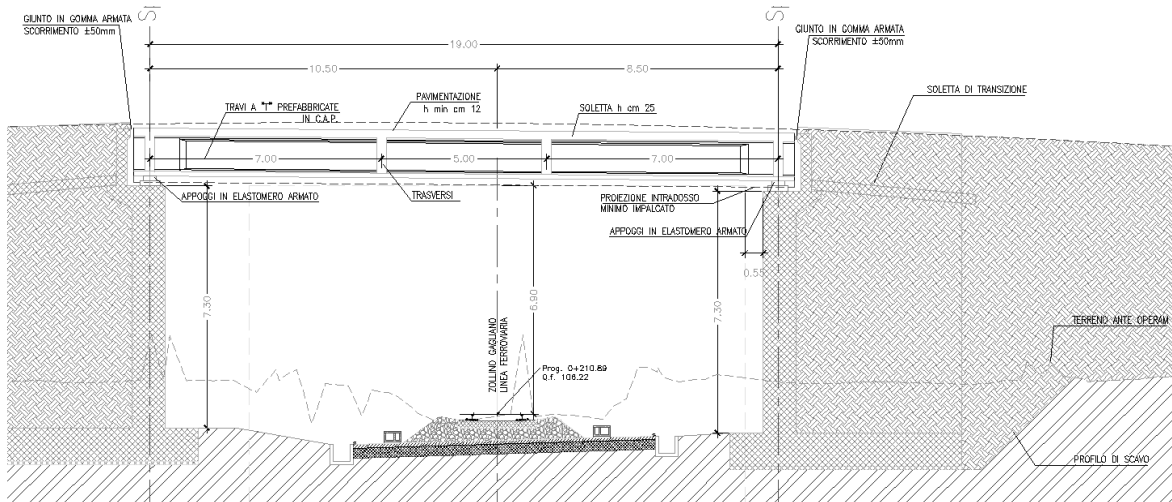 GIUNTO IN GOMMA ARMATA
SCORRIMENTO ±50mm
SI
SI
GIUNTO IN GOMMA ARMATA
SCORRIMENTO ±50mm
19.00
10.50
8.50
SOLETTA DI TRANSIZIONE
TRAVI A "T" PREFABBRICATE
IN C.A.P.
PAVIMENTAZIONE
h min cm 12
SOLETTA h cm 25
7.00
5.00
7.00
APPOGGI IN ELASTOMERO ARMATO
TRASVERSI
PROIEZIONE INTRADOSSO
MINIMO IMPALCATO
APPOGGI IN ELASTOMERO ARMATO
0.55
7.30
6.90
7.30
TERRENO ANTE OPERAM
ZOLLINO GAGLIANO
LINEA FERROVIARIA
Prog. 0+210.89
Q.f. 106.22
PROFILO DI SCAVO